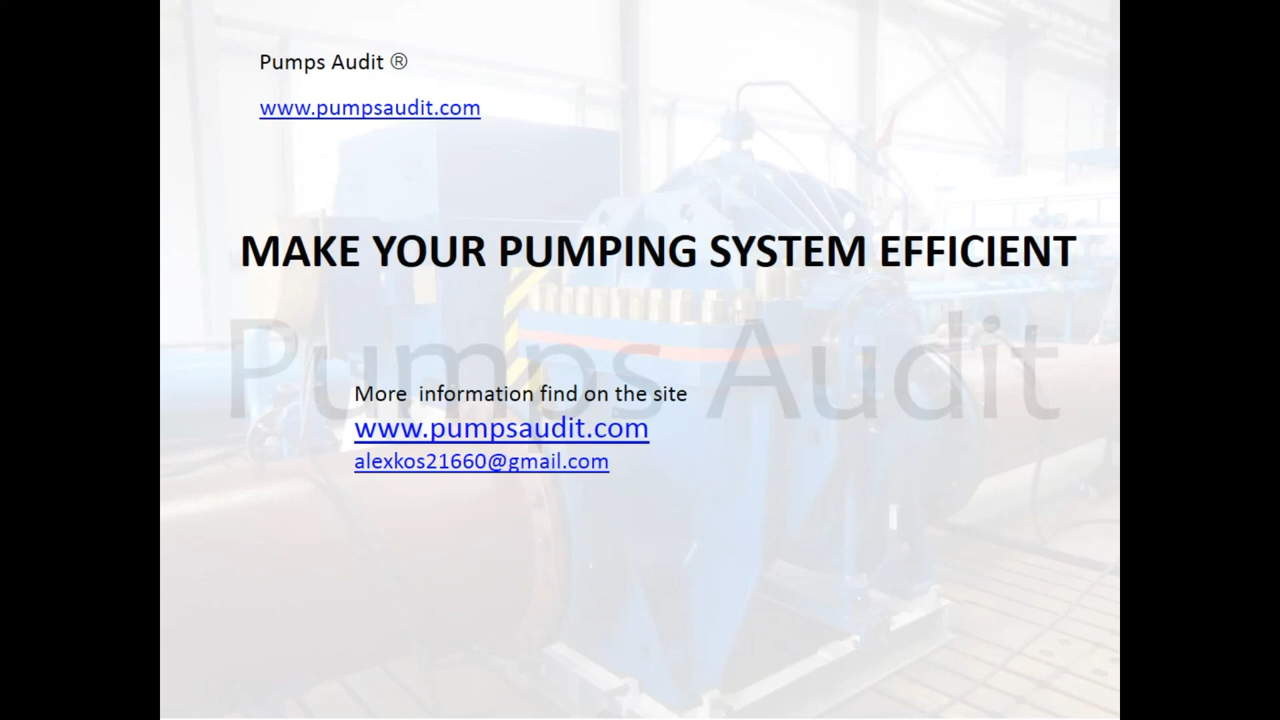 Pumps Audit ®
www.pumpsaudit.com
MAKE YOUR PUMPING SYSTEM EFFICIENT
Pumps Audit
More information find on the site
www.pumpsaudit.com
alexkos21660@gmail.com